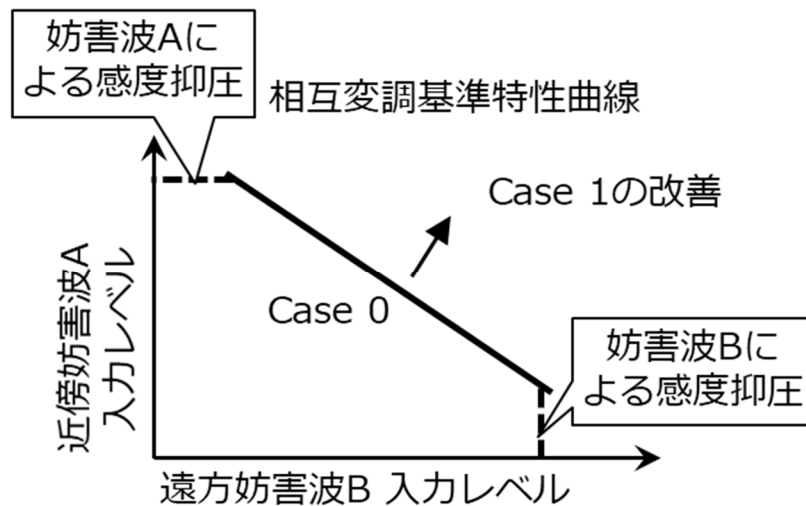 妨害波Aに
よる感度抑圧
相互変調基準特性曲線
Case 1の改善
近傍妨害波A
入力レベル
Case 0
妨害波Bに
よる感度抑圧
遠方妨害波B 入力レベル